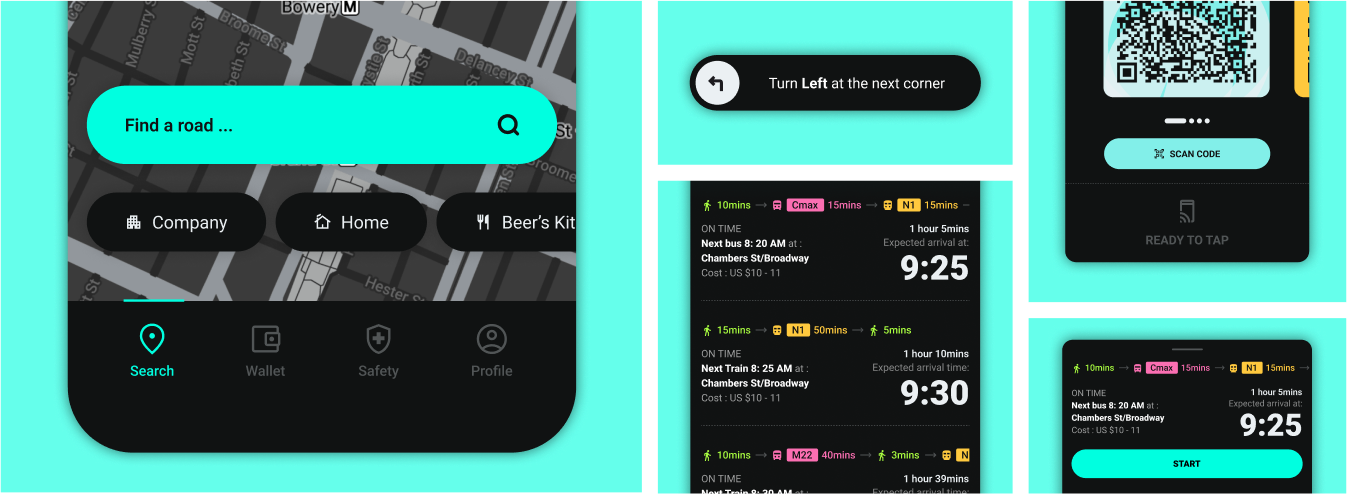 Bowery M
Mulberry St
Mott St
Broome St
Delancey St
Find a road ...
St
Company
Home
Beer's Kit
Hester St
Search
Wallet
Safety
Profile
Turn Left at the next corner
10mins → Cmax 15mins → N1 15mins
ON TIME
1 hour 5mins
Next bus 8: 20 AM at :
Expected arrival at:
Chambers St/Broadway
9:25
Cost : US $10 - 11
15mins → N1 50mins → 5mins
ON TIME
1 hour 10mins
Next Train 8: 25 AM at :
Expected arrival time:
Chambers St/Broadway
9:30
Cost : US $10 - 11
10mins → M22 40mins → 3mins → N
ON TIME
1 hour 39mins
Next Train 8: 30 AM at :
Expected arrival time:
SCAN CODE
READY TO TAP
10mins → Cmax 15mins → N1 15mins →
ON TIME
1 hour 5mins
Next bus 8: 20 AM at :
Expected arrival at:
Chambers St/Broadway
9:25
Cost : US $10 - 11
START